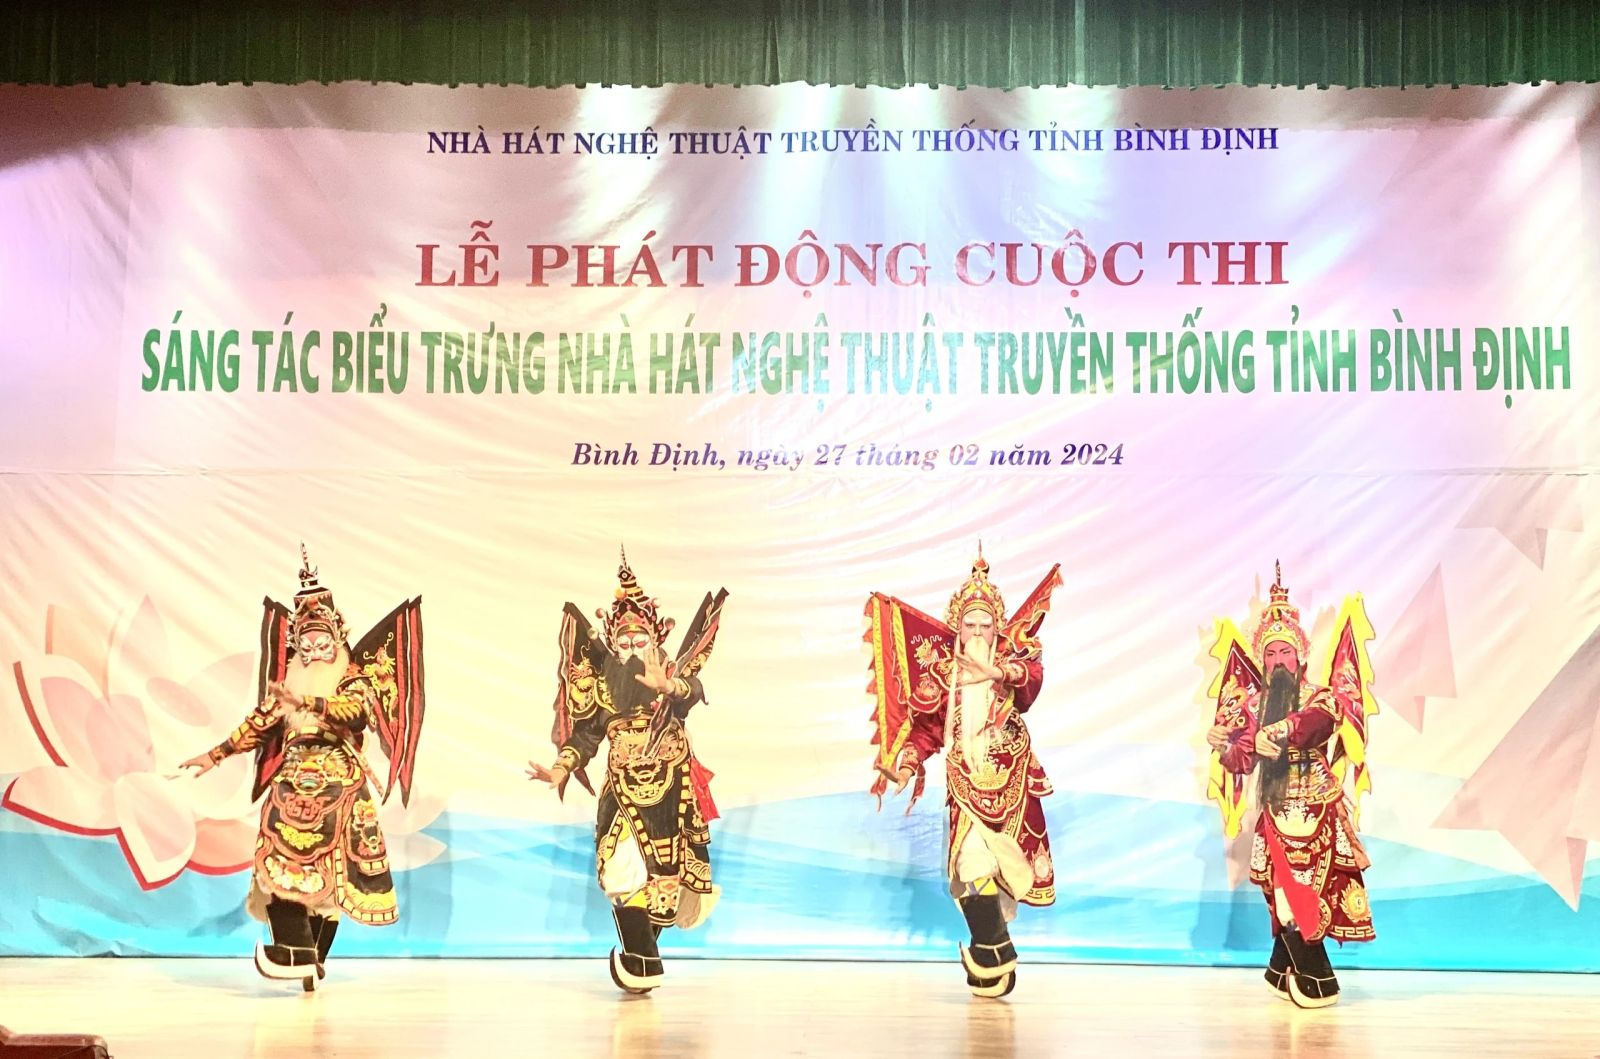 NHÀ HÁT NGHỆ THUẬT TRUYỀN THỐNG TỈNH BÌNH ĐỊNH
LỄ PHÁT ĐỘNG CUỘC THI
SÁNG TÁC BIỂU TRƯNG NHÀ HÁT NGHỆ THUẬT TRUYỀN THỐNG TỈNH BÌNH ĐỊNH
Bình Định, ngày 27 tháng 02 năm 2024